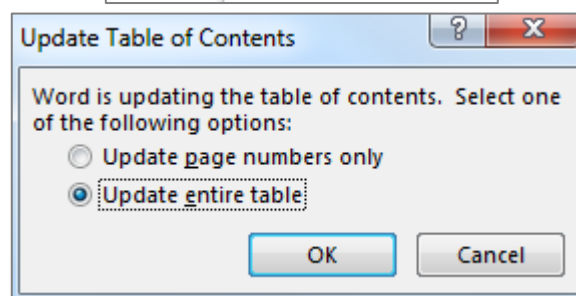 Update Table of Contents
Word is updating the table of contents. Select one
of the following options:
Update page numbers only
Update entire table
OK Cancel